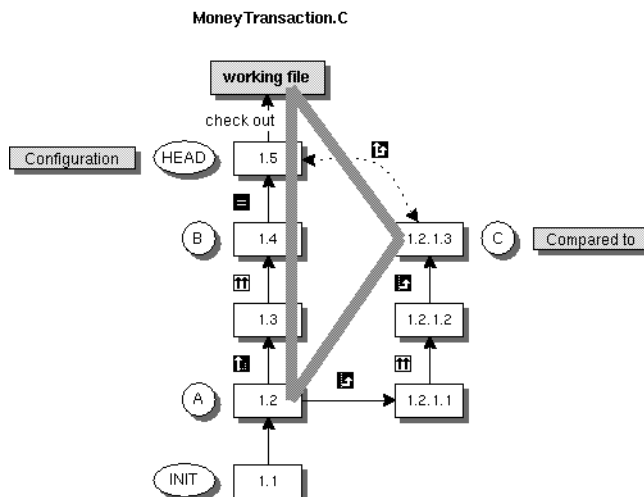 MoneyTransaction.C
working file
check out
Configuration
HEAD
1.5
B
1.4
1.2.1.3
C
Compared to
1.3
1.2.1.2
A
1.2
1.2.1.1
INIT
1.1